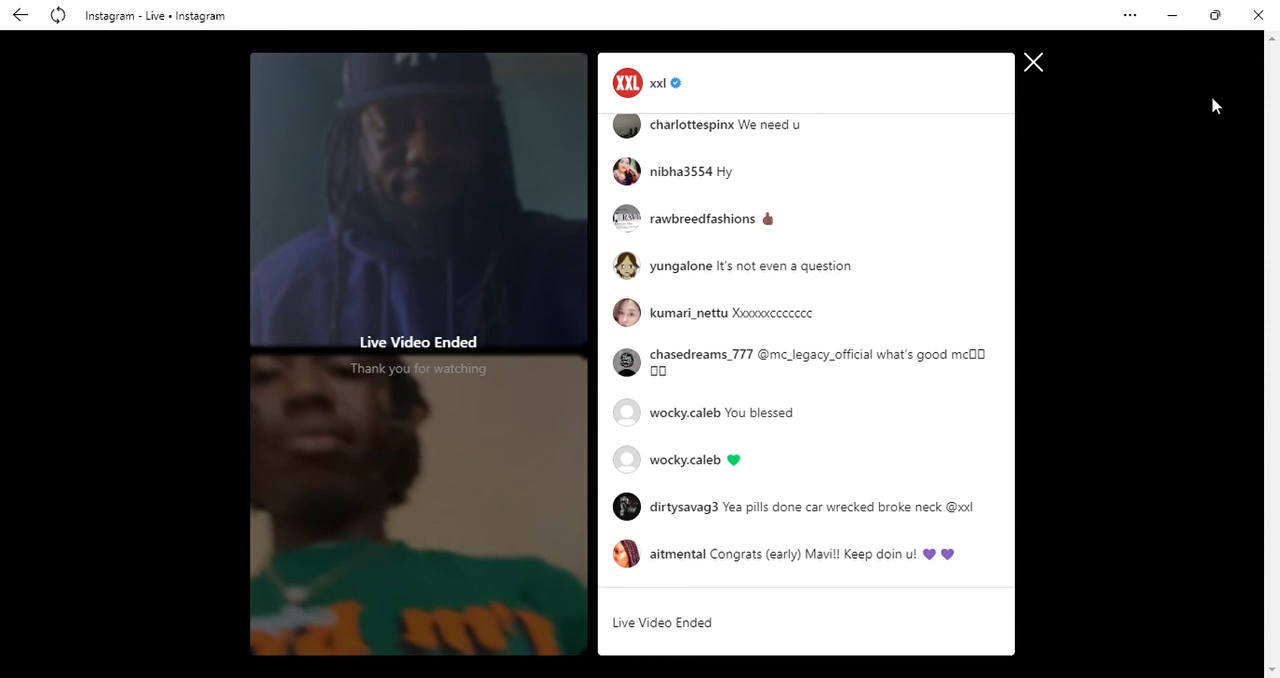 Instagram - Live • Instagram
XXL xxl
charlottespinx We need u
nibha3554 Hy
rawbreedfashions 👍🏾
yungalone It's not even a question
kumari_nettu Xxxxxxccccccc
chasedreams_777 @mc_legacy_official what's good mc▯▯
▯▯
wocky.caleb You blessed
wocky.caleb 💚
dirtysavag3 Yea pills done car wrecked broke neck @xxl
aitmental Congrats (early) Mavi!! Keep doin u! 💜 💜
Live Video Ended
Live Video Ended
Thank you for watching